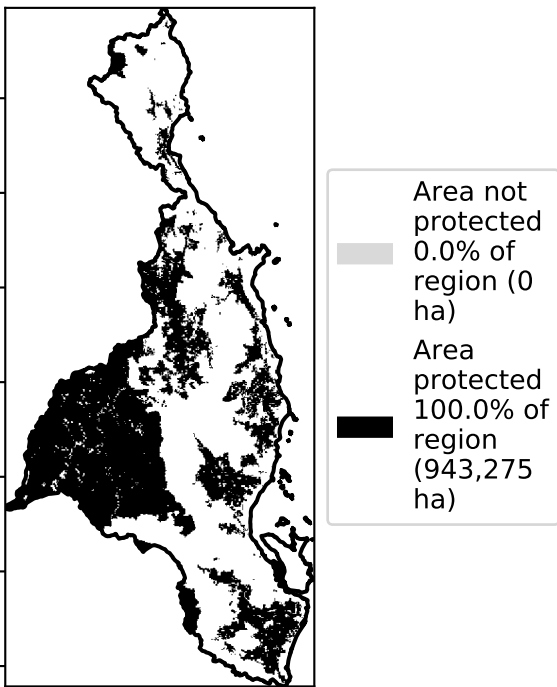 Area not
protected
0.0% of
region (0
ha)
Area
protected
100.0% of
region
(943,275
ha)